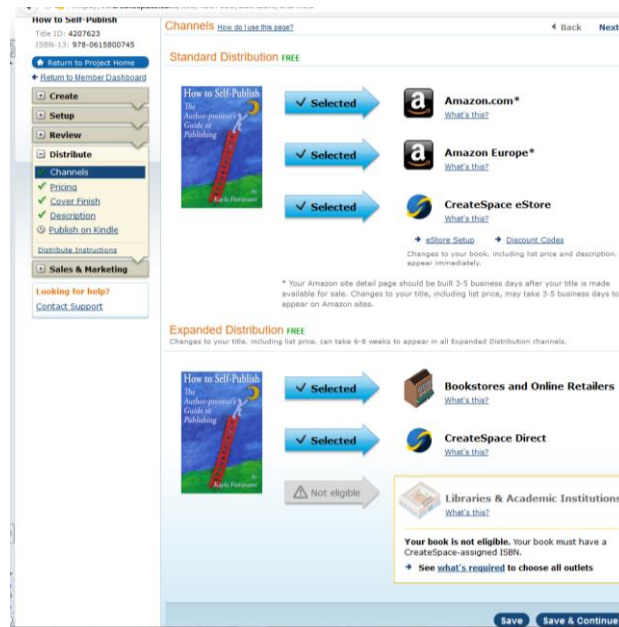 How to Self-Publish
Title ID: 4207623
ISBN-13: 978-0615800745
Return to Project Home
Return to Member Dashboard
Create
Setup
Review
Distribute
Channels
Pricing
Cover Finish
Description
Publish on Kindle
Distribute Instructions
Sales & Marketing
Looking for help?
Contact Support
Channels How do I use this page?
Back Next
Standard Distribution FREE
How to Self-Publish
The
Author-preneur's
Guide to
Publishing
By
Kayla Fioravanti
Selected
Amazon.com*
What's this?
Selected
Amazon Europe*
What's this?
Selected
CreateSpace eStore
What's this?
eStore Setup Discount Codes
Changes to your book, including list price and description,
appear immediately.
* Your Amazon site detail page should be built 3-5 business days after your title is made
available for sale. Changes to your title, including list price, may take 3-5 business days to
appear on Amazon sites.
Expanded Distribution FREE
Changes to your title, including list price, can take 6-8 weeks to appear in all Expanded Distribution channels.
How to Self-Publish
The
Author-preneur's
Guide to
Publishing
By
Kayla Fioravanti
Selected
Bookstores and Online Retailers
What's this?
Selected
CreateSpace Direct
What's this?
Not eligible
Libraries & Academic Institutions
What's this?
Your book is not eligible. Your book must have a
CreateSpace-assigned ISBN.
See what's required to choose all outlets
Save Save & Continue